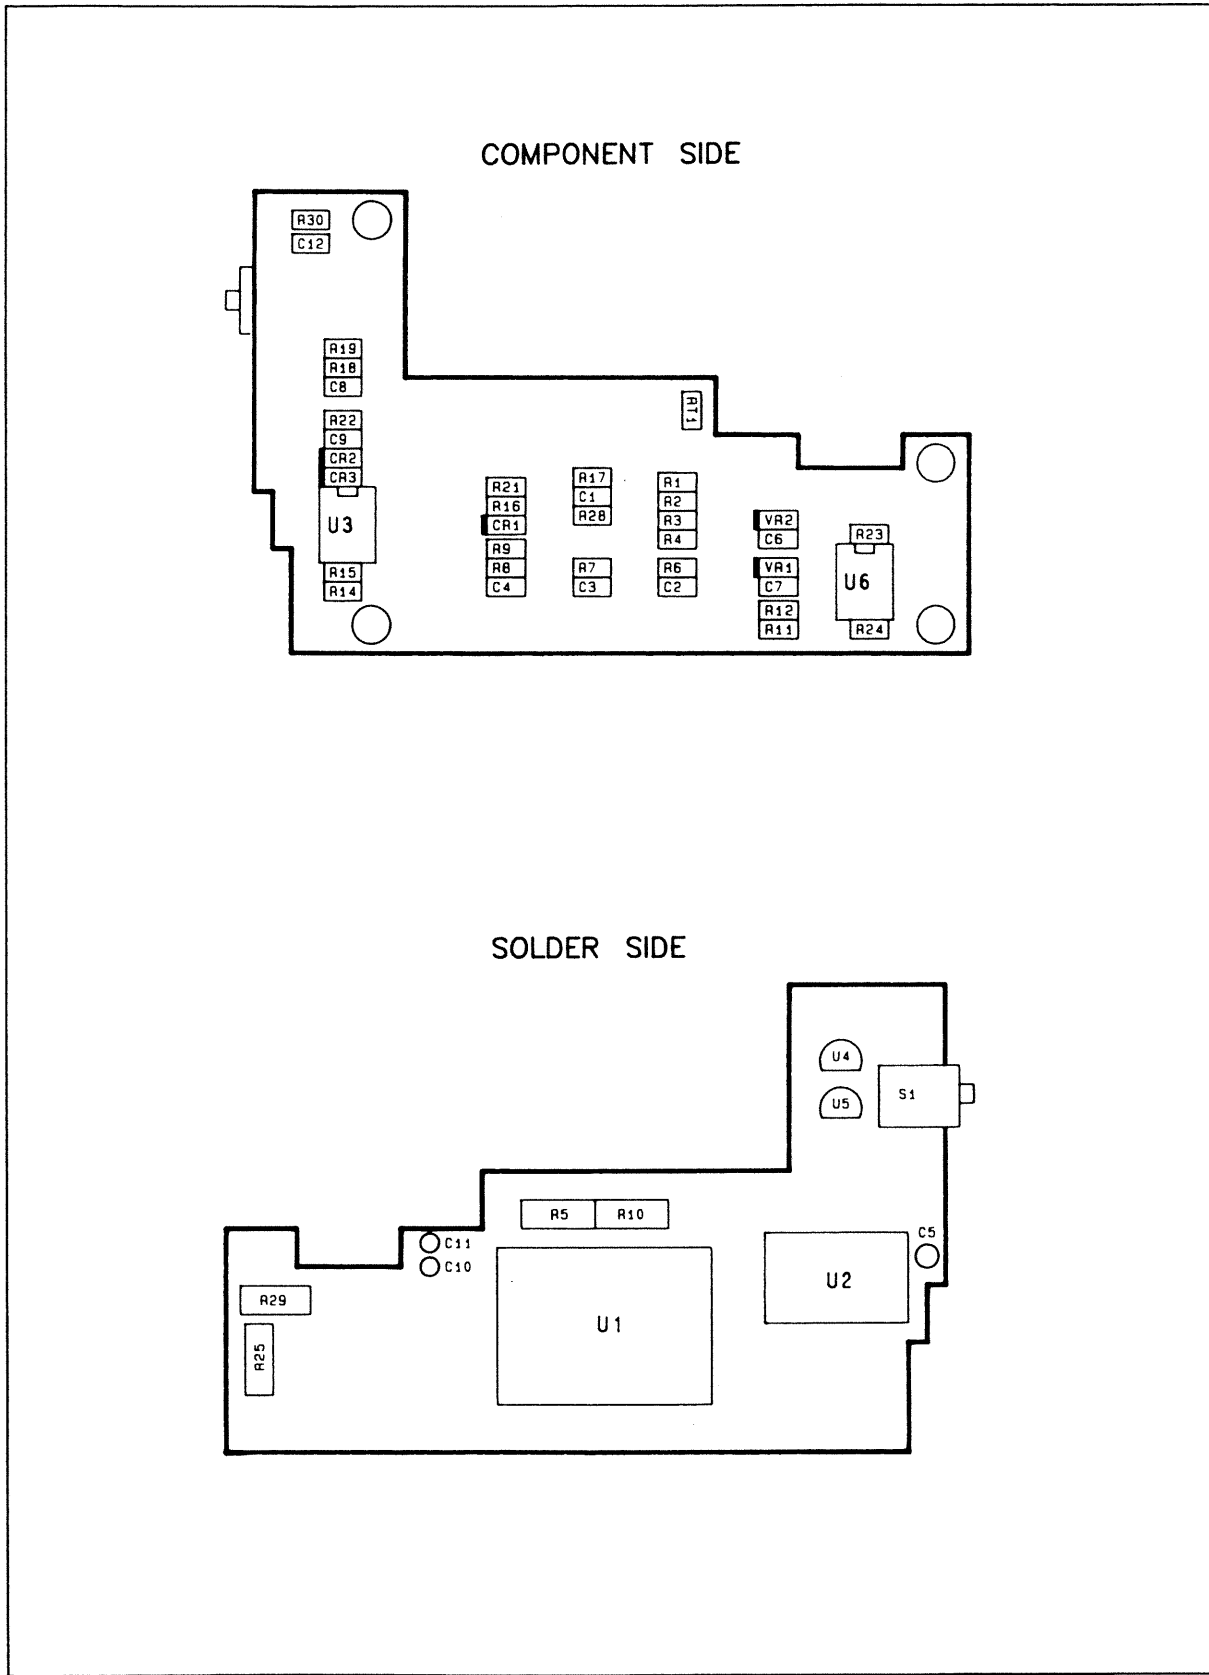 COMPONENT SIDE
R30
C12
R19
R18
C8
R22
C9
CR2
CR3
U3
R15
R14
R21
R16
CR1
R9
R8
C4
R17
C1
R28
R7
C3
RT1
R1
R2
R3
R4
R6
C2
VR2
C6
VR1
C7
R12
R11
R23
U6
R24
SOLDER SIDE
U4
U5
S1
R5 R10
C11
C10
C5
R29
R25
U1
U2